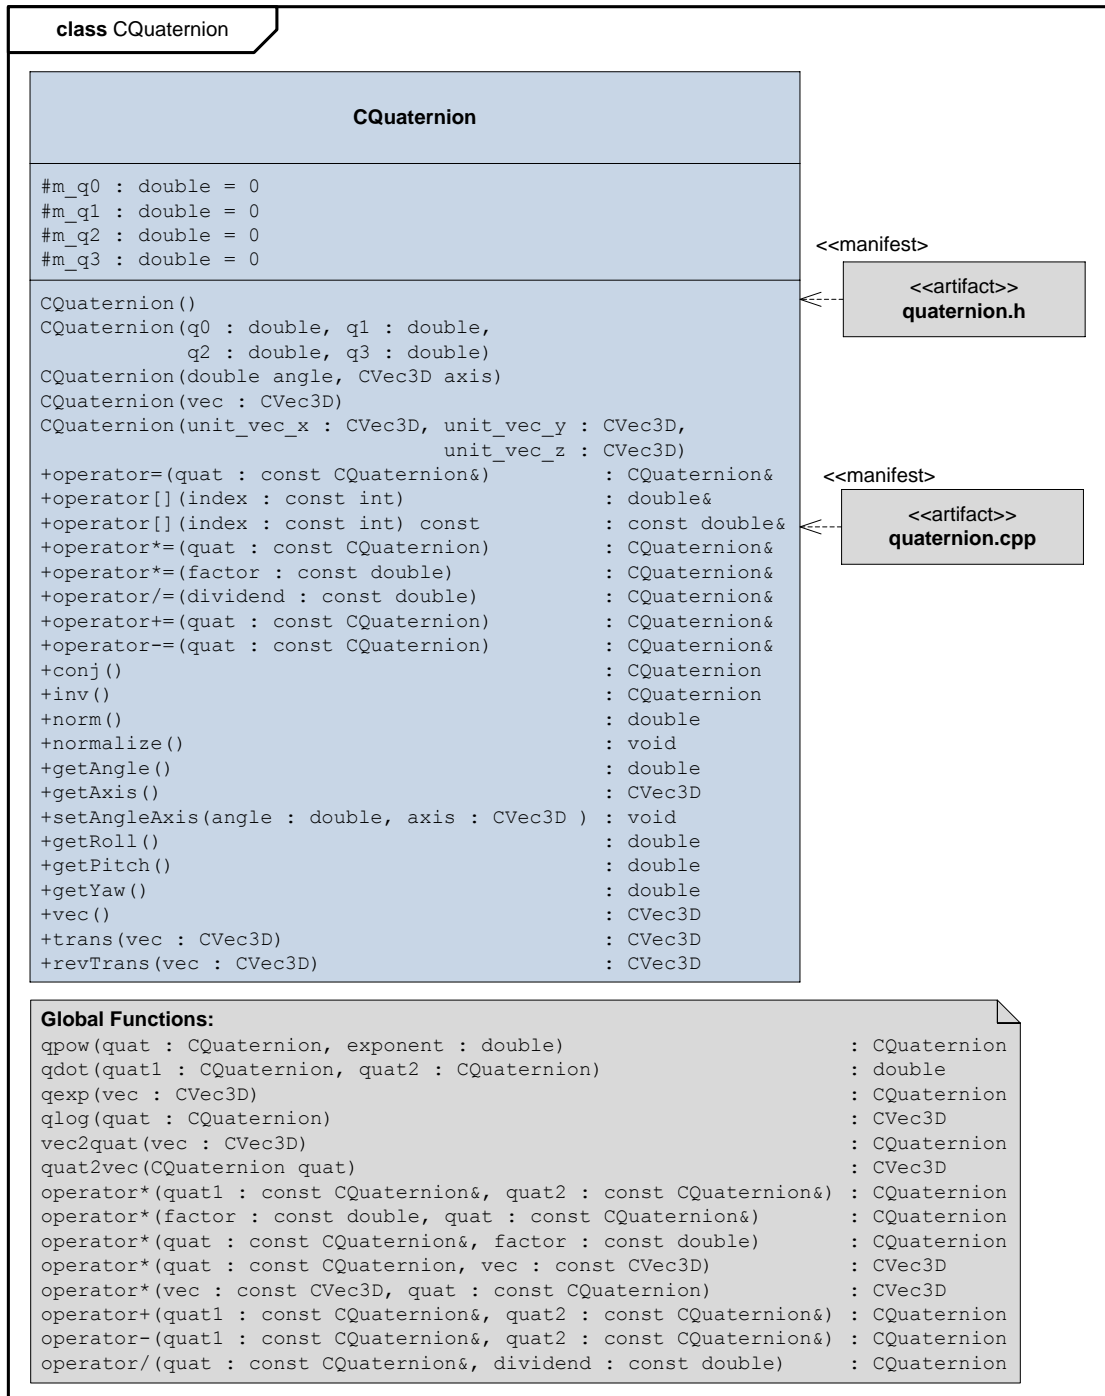 class CQuaternion
CQuaternion
#m_q0 : double = 0
#m_q1 : double = 0
#m_q2 : double = 0
#m_q3 : double = 0
<<manifest>
<<artifact>>
quaternion.h
CQuaternion()
CQuaternion(q0 : double, q1 : double,
q2 : double, q3 : double)
CQuaternion(double angle, CVec3D axis)
CQuaternion(vec : CVec3D)
CQuaternion(unit_vec_x : CVec3D, unit_vec_y : CVec3D,
unit_vec_z : CVec3D)
+operator=(quat : const CQuaternion&) : CQuaternion&
+operator[](index : const int) : double&
+operator[](index : const int) const : const double&
+operator*=(quat : const CQuaternion) : CQuaternion&
+operator*=(factor : const double) : CQuaternion&
+operator/=(dividend : const double) : CQuaternion&
+operator+=(quat : const CQuaternion) : CQuaternion&
+operator-=(quat : const CQuaternion) : CQuaternion&
+conj() : CQuaternion
+inv() : CQuaternion
+norm() : double
+normalize() : void
+getAngle() : double
+getAxis() : CVec3D
+setAngleAxis(angle : double, axis : CVec3D ) : void
+getRoll() : double
+getPitch() : double
+getYaw() : double
+vec() : CVec3D
+trans(vec : CVec3D) : CVec3D
+revTrans(vec : CVec3D) : CVec3D
<<manifest>
<<artifact>>
quaternion.cpp
Global Functions:
qpow(quat : CQuaternion, exponent : double) : CQuaternion
qdot(quat1 : CQuaternion, quat2 : CQuaternion) : double
qexp(vec : CVec3D) : CQuaternion
qlog(quat : CQuaternion) : CVec3D
vec2quat(vec : CVec3D) : CQuaternion
quat2vec(CQuaternion quat) : CVec3D
operator*(quat1 : const CQuaternion&, quat2 : const CQuaternion&) : CQuaternion
operator*(factor : const double, quat : const CQuaternion&) : CQuaternion
operator*(quat : const CQuaternion&, factor : const double) : CQuaternion
operator*(quat : const CQuaternion, vec : const CVec3D) : CVec3D
operator*(vec : const CVec3D, quat : const CQuaternion) : CVec3D
operator+(quat1 : const CQuaternion&, quat2 : const CQuaternion&) : CQuaternion
operator-(quat1 : const CQuaternion&, quat2 : const CQuaternion&) : CQuaternion
operator/(quat : const CQuaternion&, dividend : const double) : CQuaternion